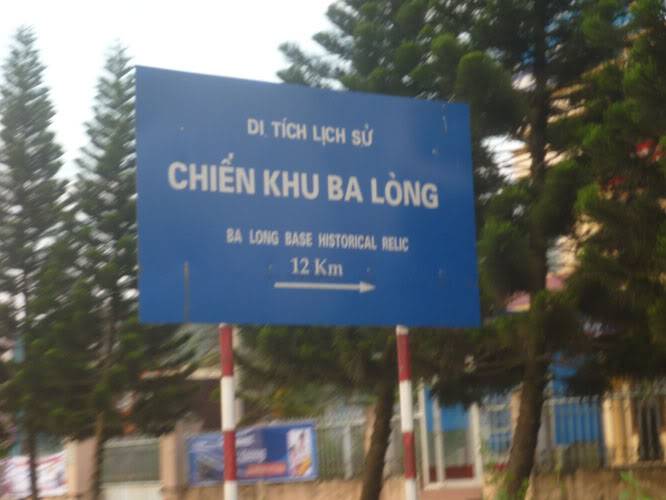 DI TÍCH LỊCH SỬ
CHIẾN KHU BA LÒNG
BA LONG BASE HISTORICAL RELIC
12 Km